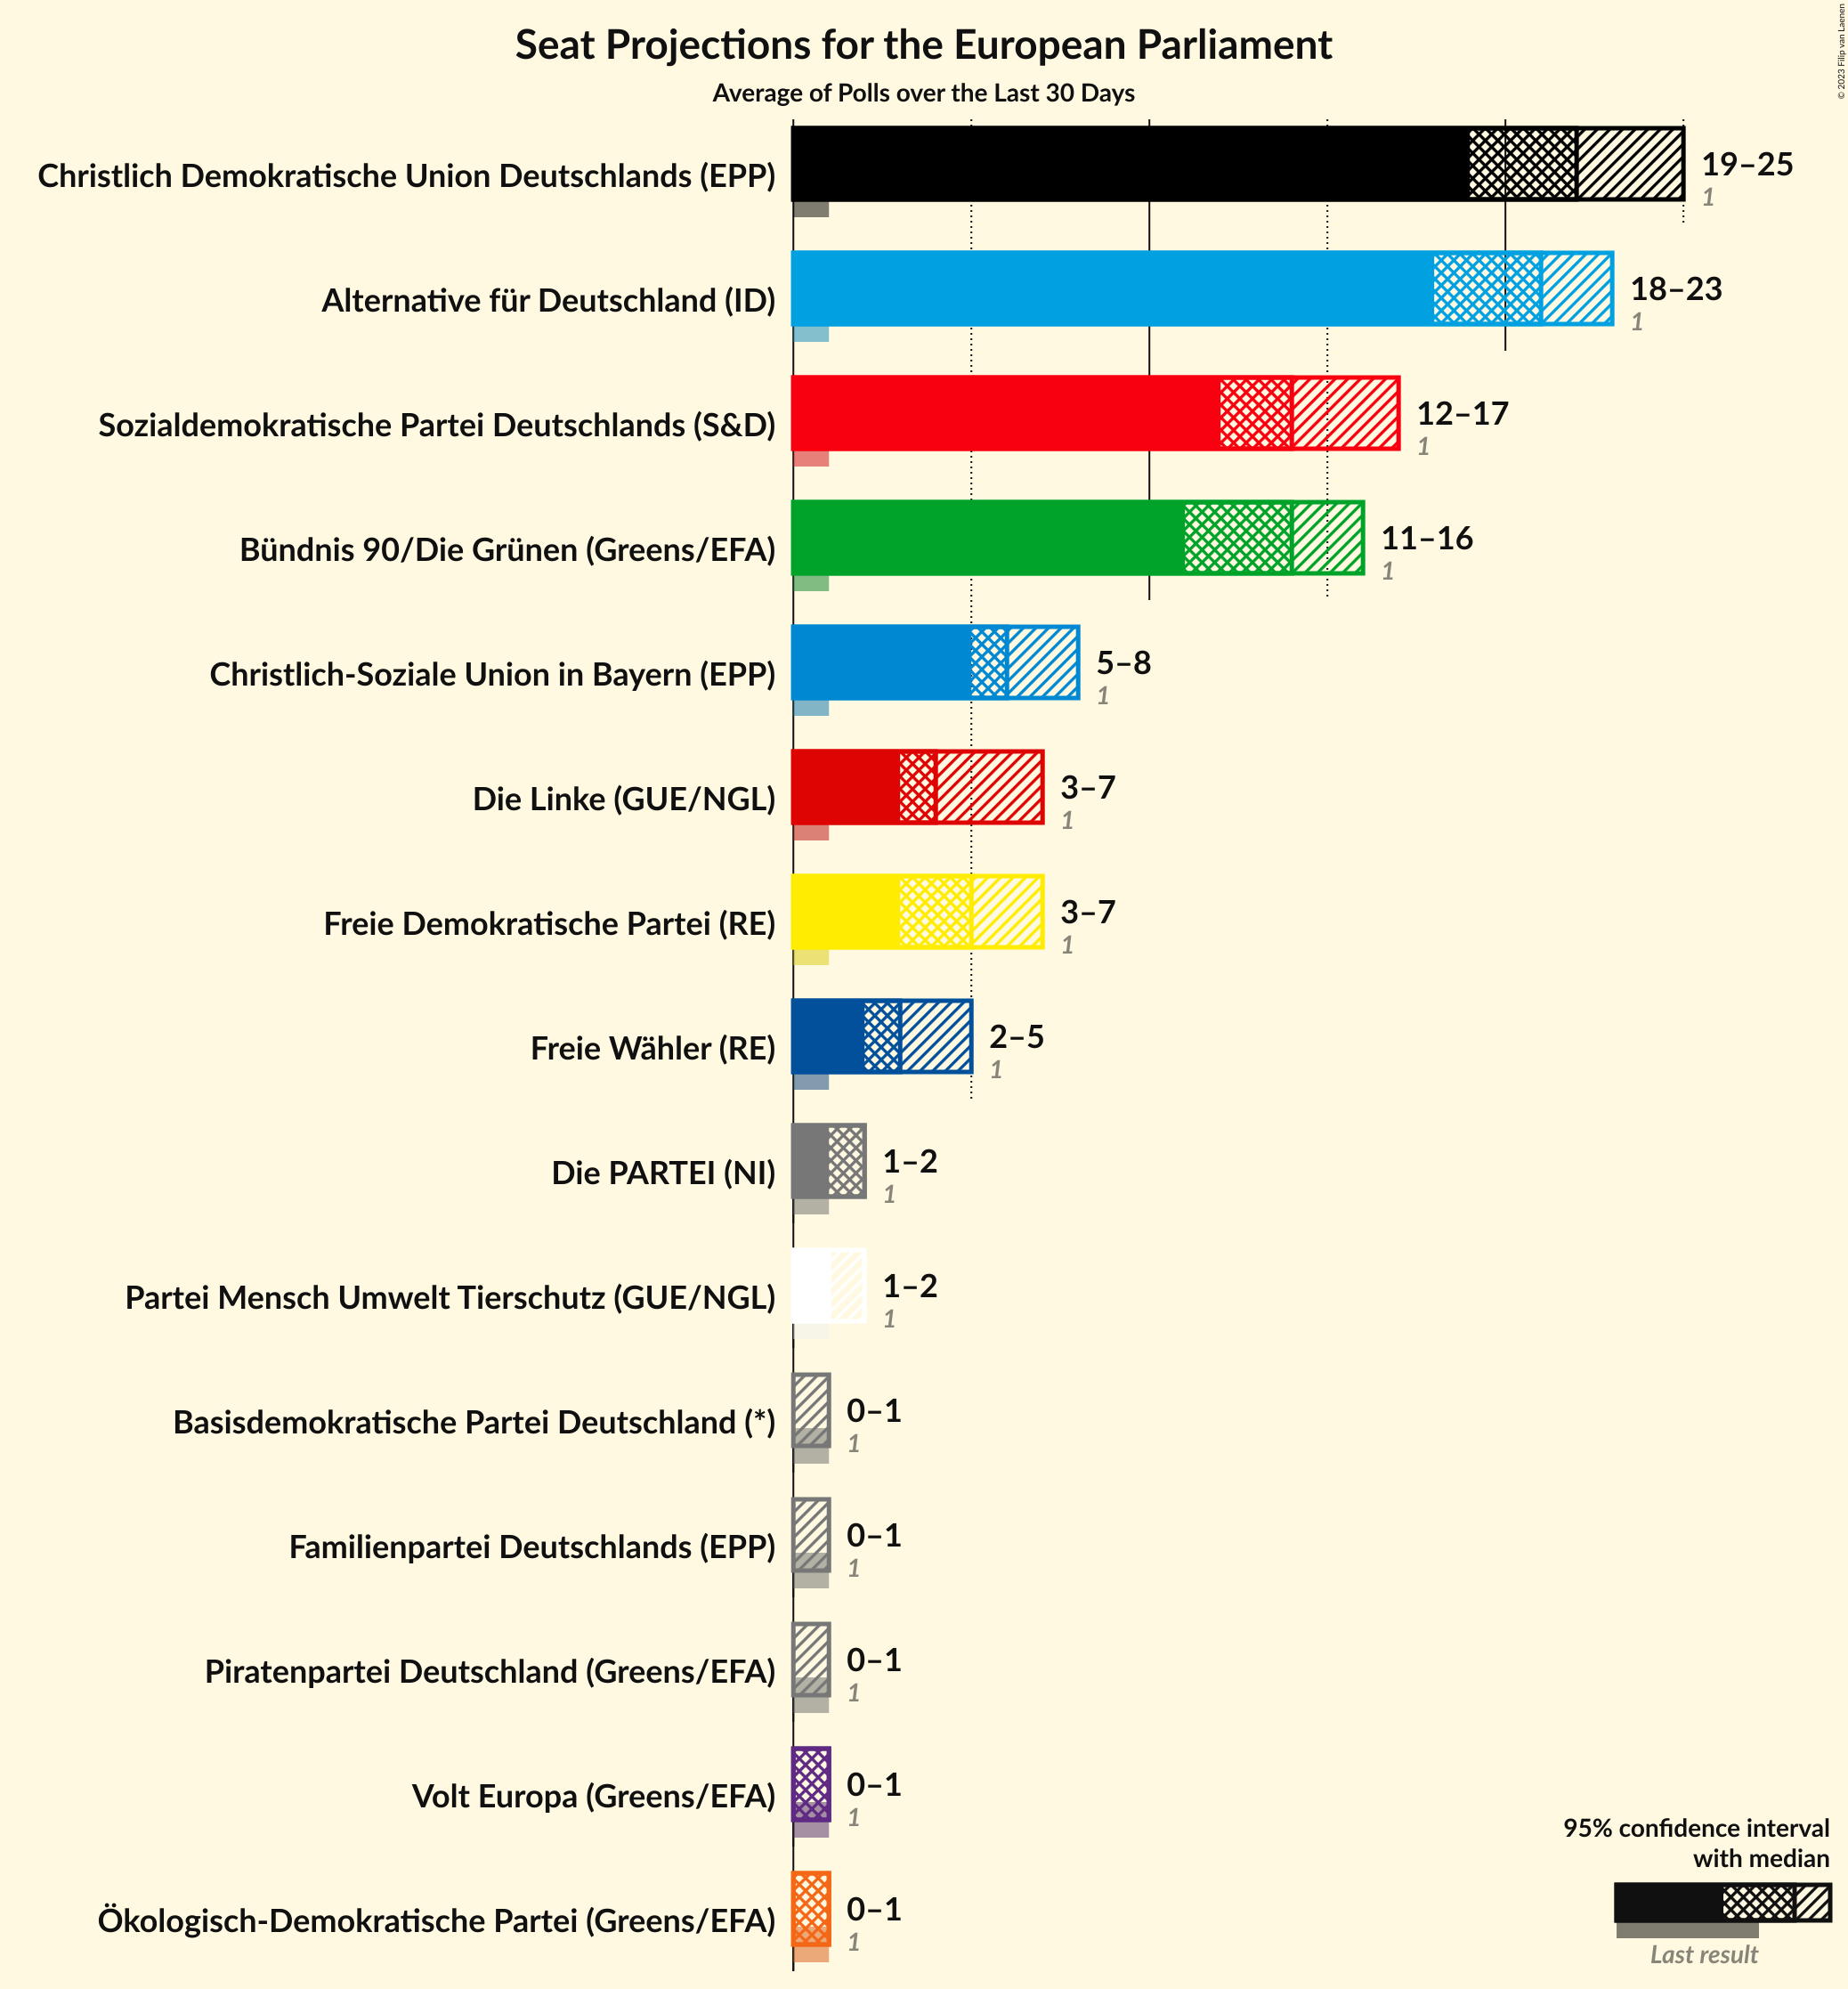 Seat Projections for the European Parliament
Average of Polls over the Last 30 Days
© 2023 Filip van Laenen
Christlich Demokratische Union Deutschlands (EPP)
19–25
1
Alternative für Deutschland (ID)
18–23
1
Sozialdemokratische Partei Deutschlands (S&D)
12–17
1
Bündnis 90/Die Grünen (Greens/EFA)
11–16
1
Christlich-Soziale Union in Bayern (EPP)
5–8
1
Die Linke (GUE/NGL)
3–7
1
Freie Demokratische Partei (RE)
3–7
1
Freie Wähler (RE)
2–5
1
Die PARTEI (NI)
1–2
1
Partei Mensch Umwelt Tierschutz (GUE/NGL)
1–2
1
Basisdemokratische Partei Deutschland (*)
0–1
1
Familienpartei Deutschlands (EPP)
0–1
1
Piratenpartei Deutschland (Greens/EFA)
0–1
1
Volt Europa (Greens/EFA)
0–1
1
Ökologisch-Demokratische Partei (Greens/EFA)
0–1
1
95% confidence interval
with median
Last result